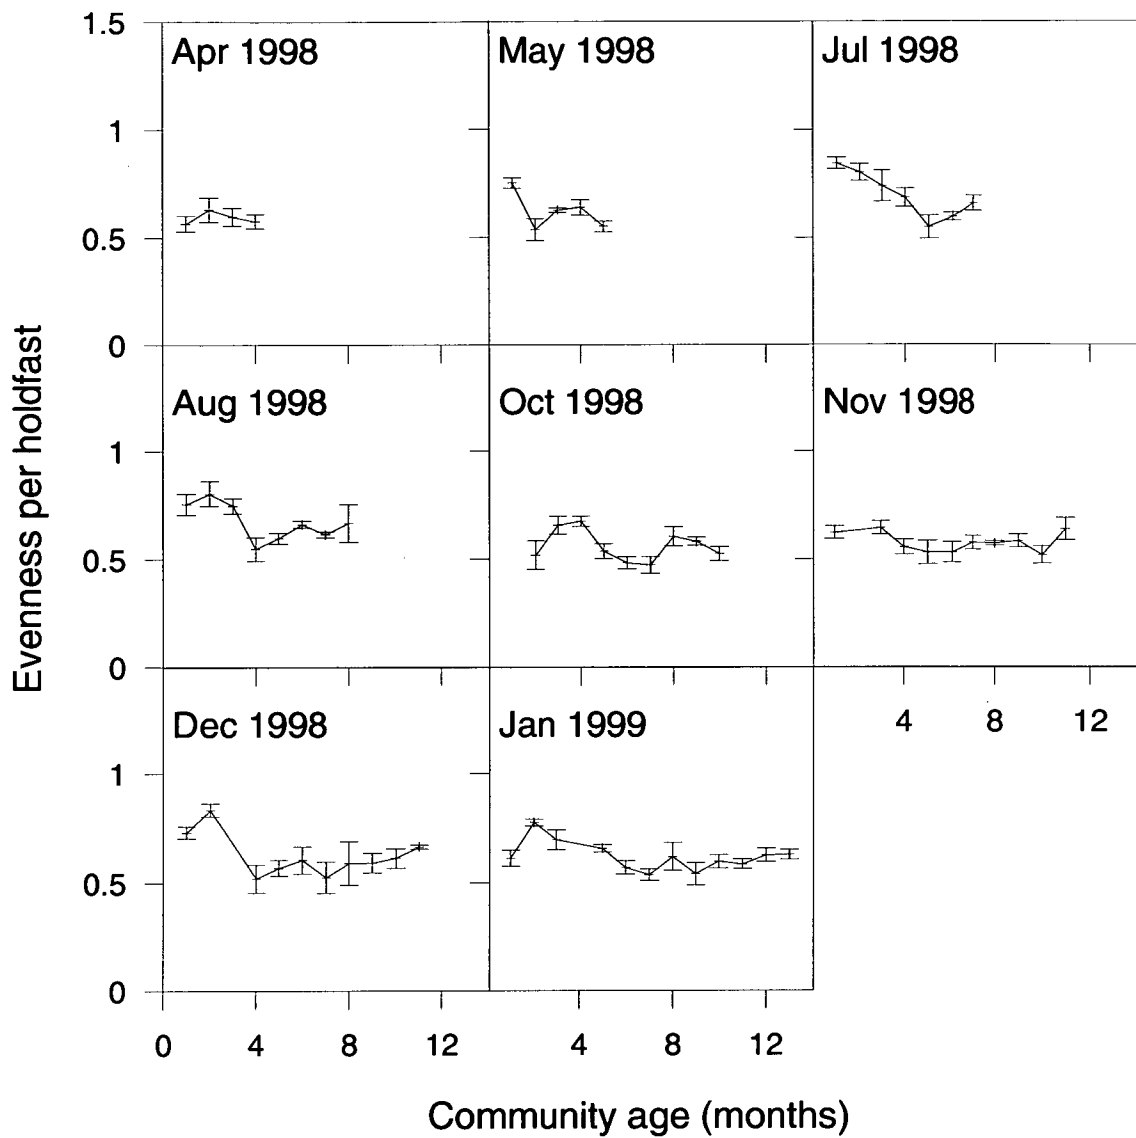 1.5
Apr 1998
May 1998
Jul 1998
1
0.5
0
Aug 1998
Oct 1998
Nov 1998
1
0.5
0
4
8
12
Dec 1998
Jan 1999
1
0.5
0
0
4
8
12
4
8
12
Evenness per holdfast
Community age (months)